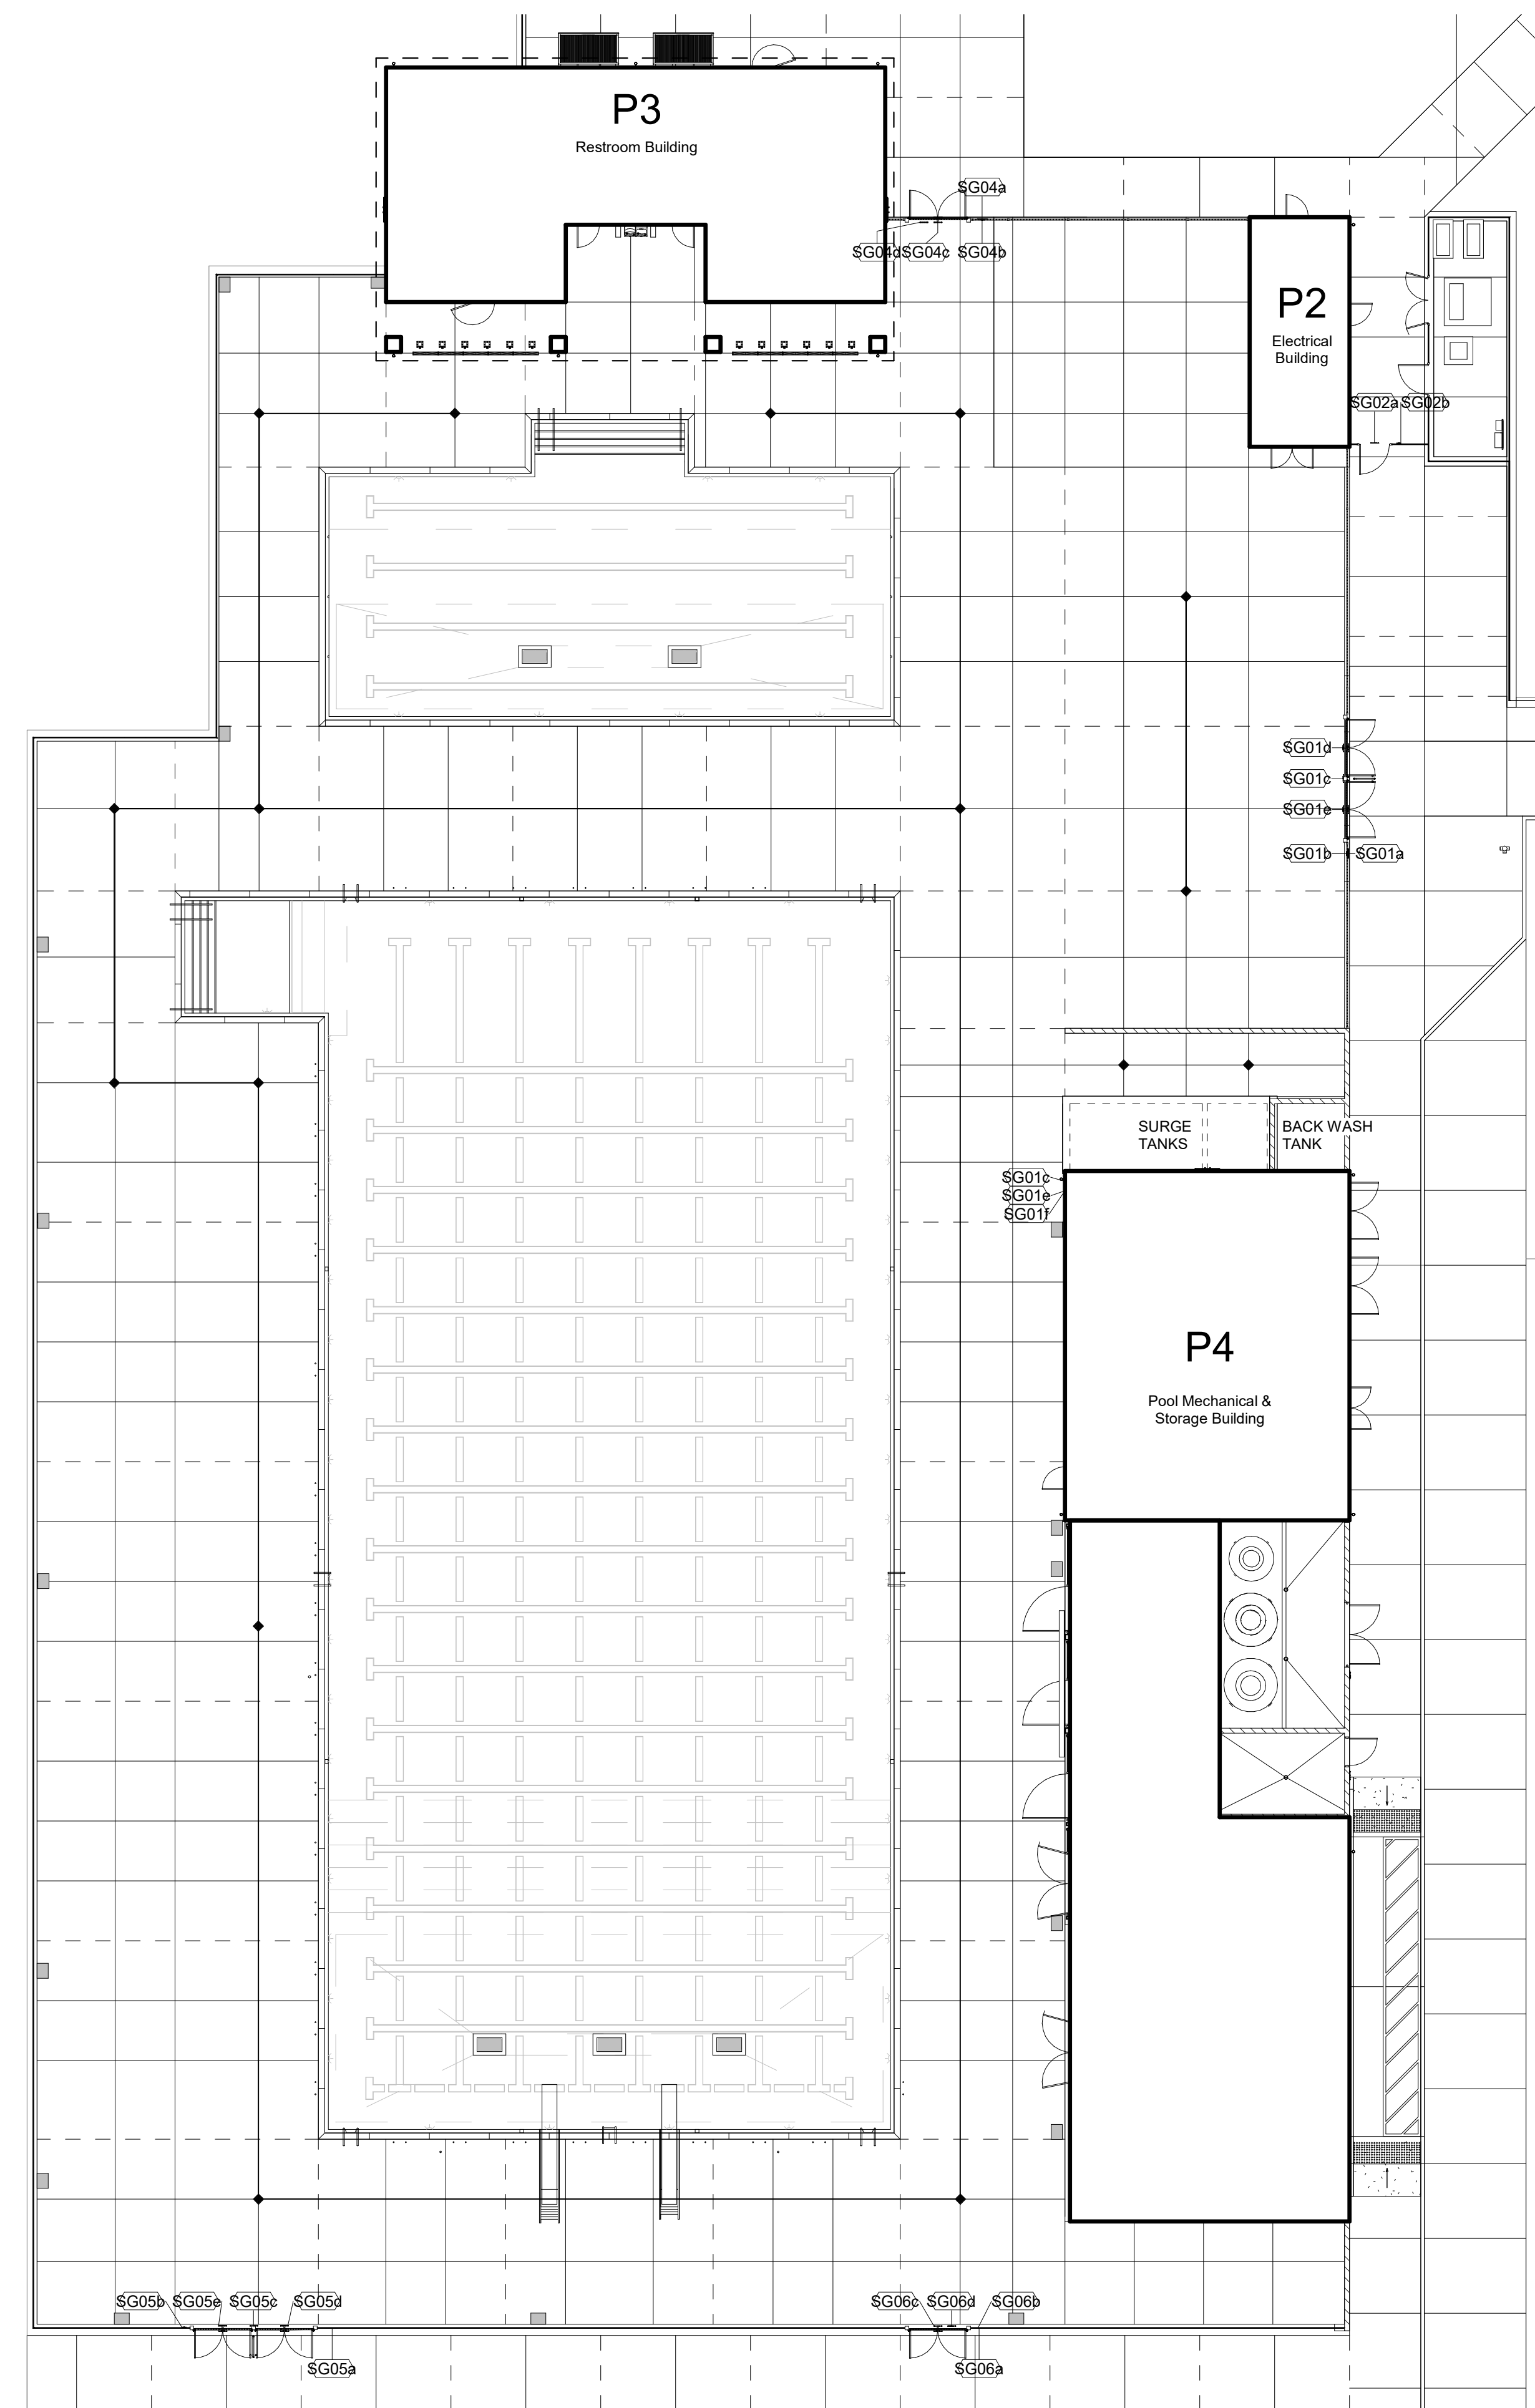 P3
Restroom Building
SG04a
SG04d
SG04c
SG04b
P2
Electrical
Building
SG02a
SG02b
SG01d
SG01c
SG01e
SG01b
SG01a
SURGE
TANKS
BACK WASH
TANK
SG01c
SG01e
SG01f
P4
Pool Mechanical &
Storage Building
SG05b
SG05e
SG05c
SG05d
SG06c
SG06d
SG06b
SG05a
SG06a